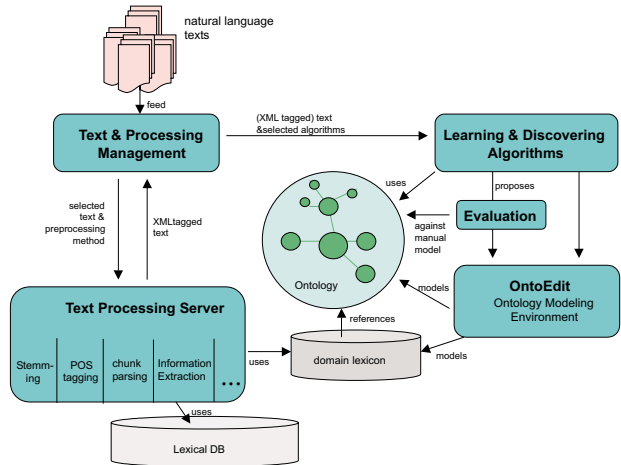 natural language
texts
feed
Text & Processing
Management
(XML tagged) text
&selected algorithms
Learning & Discovering
Algorithms
uses
proposes
selected
text &
preprocessing
method
XMLtagged
text
Evaluation
against
manual
model
Ontology
models
OntoEdit
Ontology Modeling
Environment
Text Processing Server
references
Stemm-
ing
POS
tagging
chunk
parsing
Information
Extraction
...
uses
domain lexicon
models
uses
Lexical DB